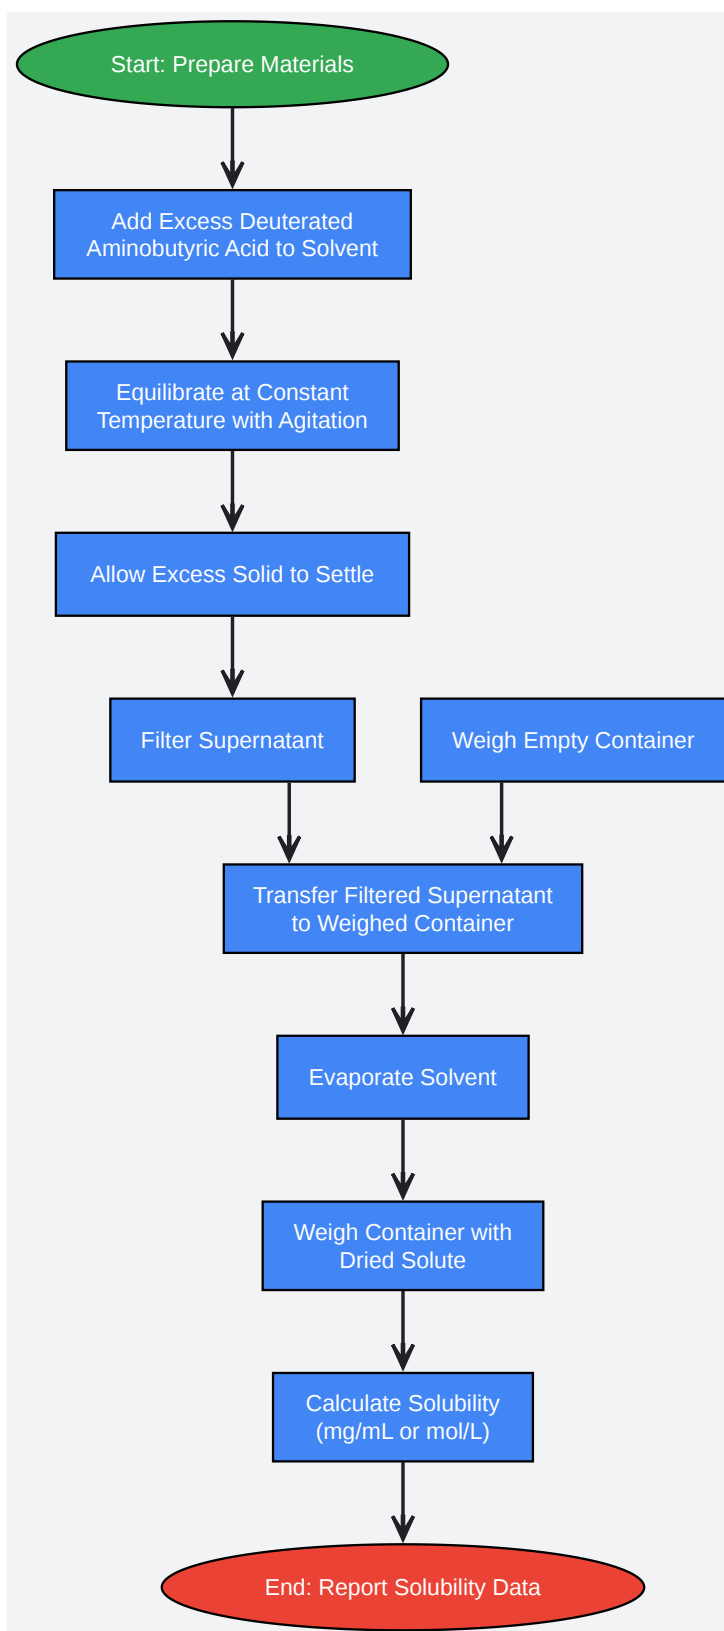 Start: Prepare Materials
Add Excess Deuterated
Aminobutyric Acid to Solvent
Equilibrate at Constant
Temperature with Agitation
Allow Excess Solid to Settle
Filter Supernatant
Weigh Empty Container
Transfer Filtered Supernatant
to Weighed Container
Evaporate Solvent
Weigh Container with
Dried Solute
Calculate Solubility
(mg/mL or mol/L)
End: Report Solubility Data